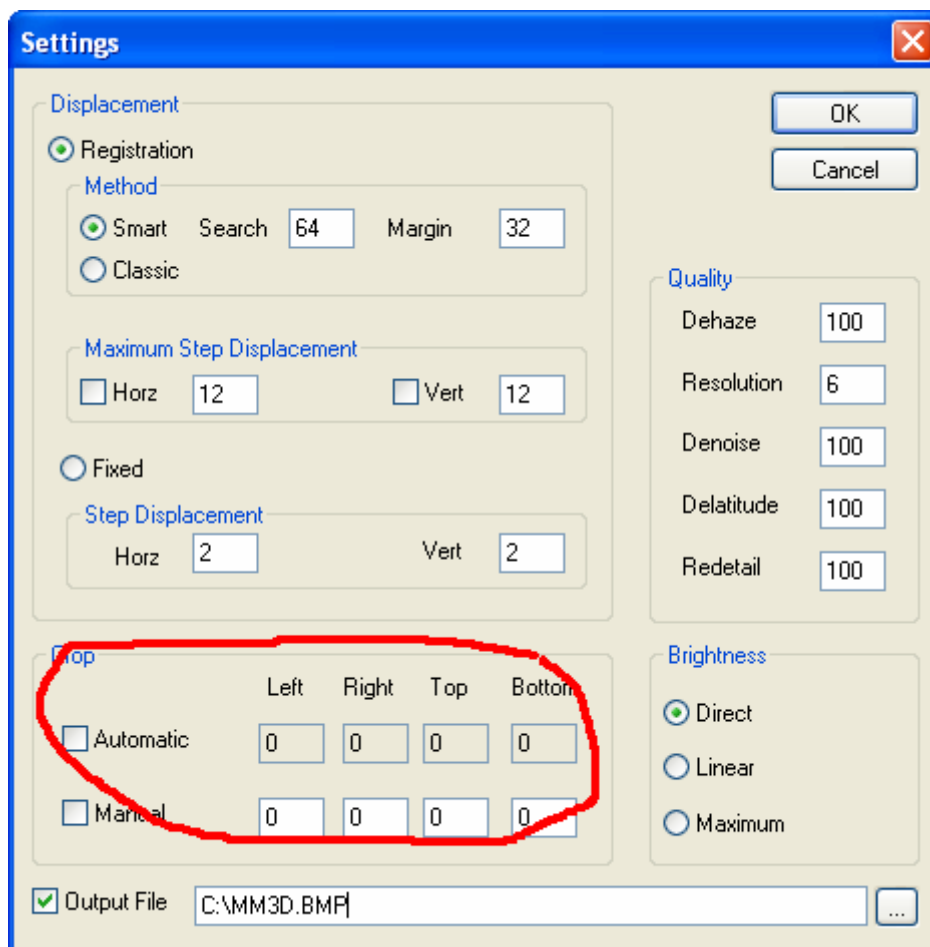 Settings
Displacement
OK
Registration
Cancel
Method
Smart Search 64 Margin 32
Classic
Quality
Dehaze 100
Maximum Step Displacement
Horz 12 Vert 12
Resolution 6
Denoise 100
Fixed
Step Displacement
Delatitude 100
Horz 2 Vert 2
Redetail 100
Crop
Brightness
Left Right Top Bottom
Direct
Automatic 0 0 0 0
Linear
Manual 0 0 0 0
Maximum
Output File C:\MM3D.BMP ...